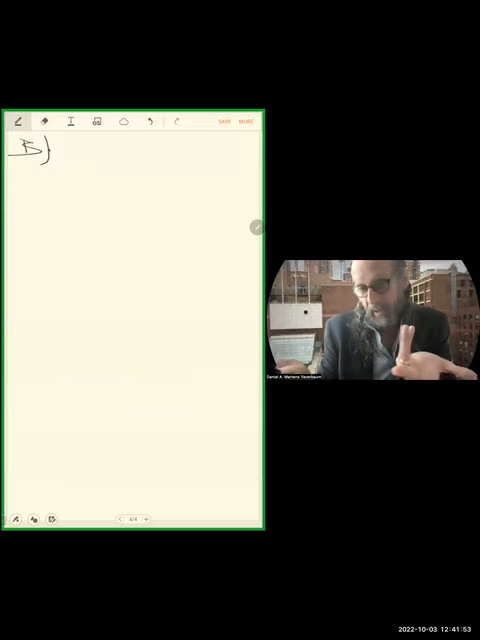 SAVE MORE
B)
4/4
Daniel A. Martens Yaverbaum
2022-10-03 12:41:53